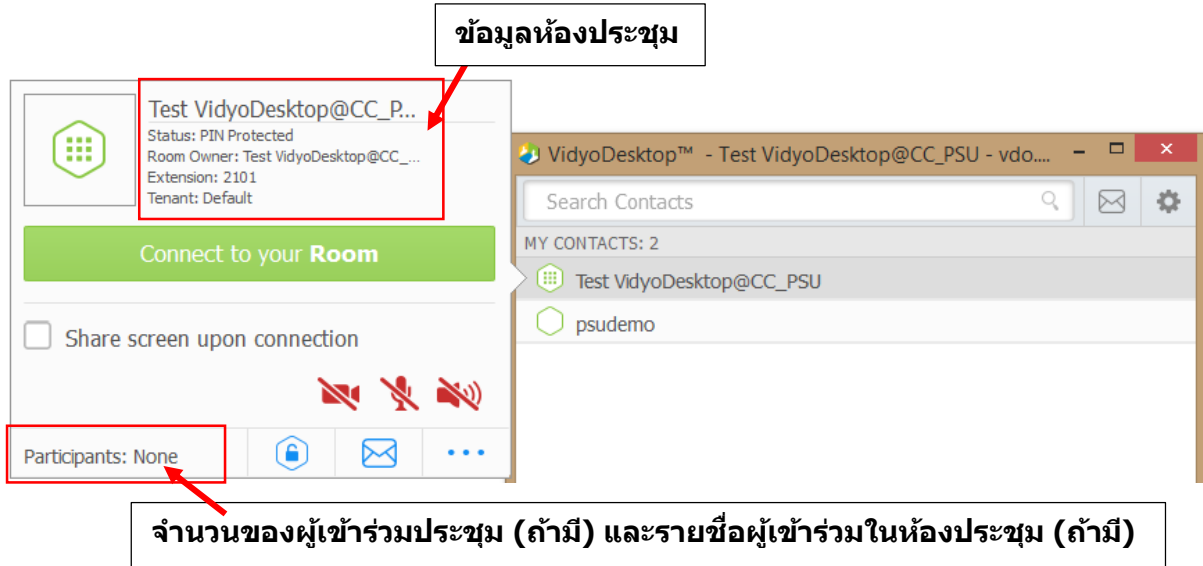 ข้อมูลห้องประชุม
Test VidyoDesktop@CC_P...
Status: PIN Protected
Room Owner: Test VidyoDesktop@CC_...
Extension: 2101
Tenant: Default
Connect to your Room
Share screen upon connection
Participants: None
VidyoDesktop™ - Test VidyoDesktop@CC_PSU - vdo....
Search Contacts
MY CONTACTS: 2
Test VidyoDesktop@CC_PSU
psudemo
จำนวนของผู้เข้าร่วมประชุม (ถ้ามี) และรายชื่อผู้เข้าร่วมในห้องประชุม (ถ้ามี)